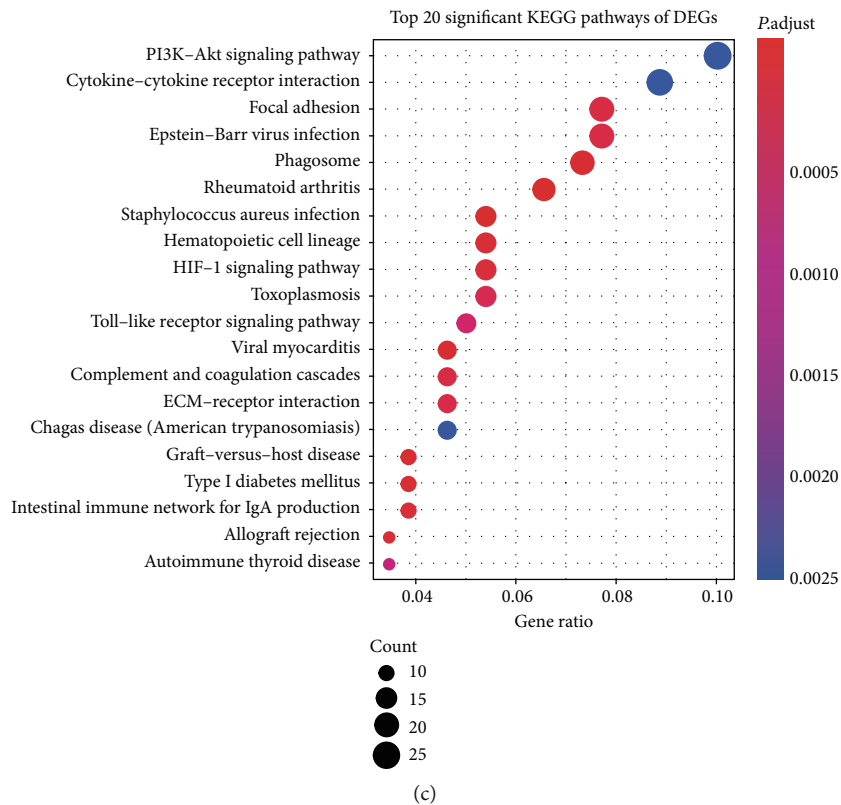 Top 20 significant KEGG pathways of DEGs
P.adjust
PI3K–Akt signaling pathway
Cytokine–cytokine receptor interaction
Focal adhesion
Epstein–Barr virus infection
Phagosome
Rheumatoid arthritis
Staphylococcus aureus infection
Hematopoietic cell lineage
HIF–1 signaling pathway
Toxoplasmosis
Toll–like receptor signaling pathway
Viral myocarditis
Complement and coagulation cascades
ECM–receptor interaction
Chagas disease (American trypanosomiasis)
Graft–versus–host disease
Type I diabetes mellitus
Intestinal immune network for IgA production
Allograft rejection
Autoimmune thyroid disease
0.0005
0.0010
0.0015
0.0020
0.0025
0.04 0.06 0.08 0.10
Gene ratio
Count
10
15
20
25
(c)